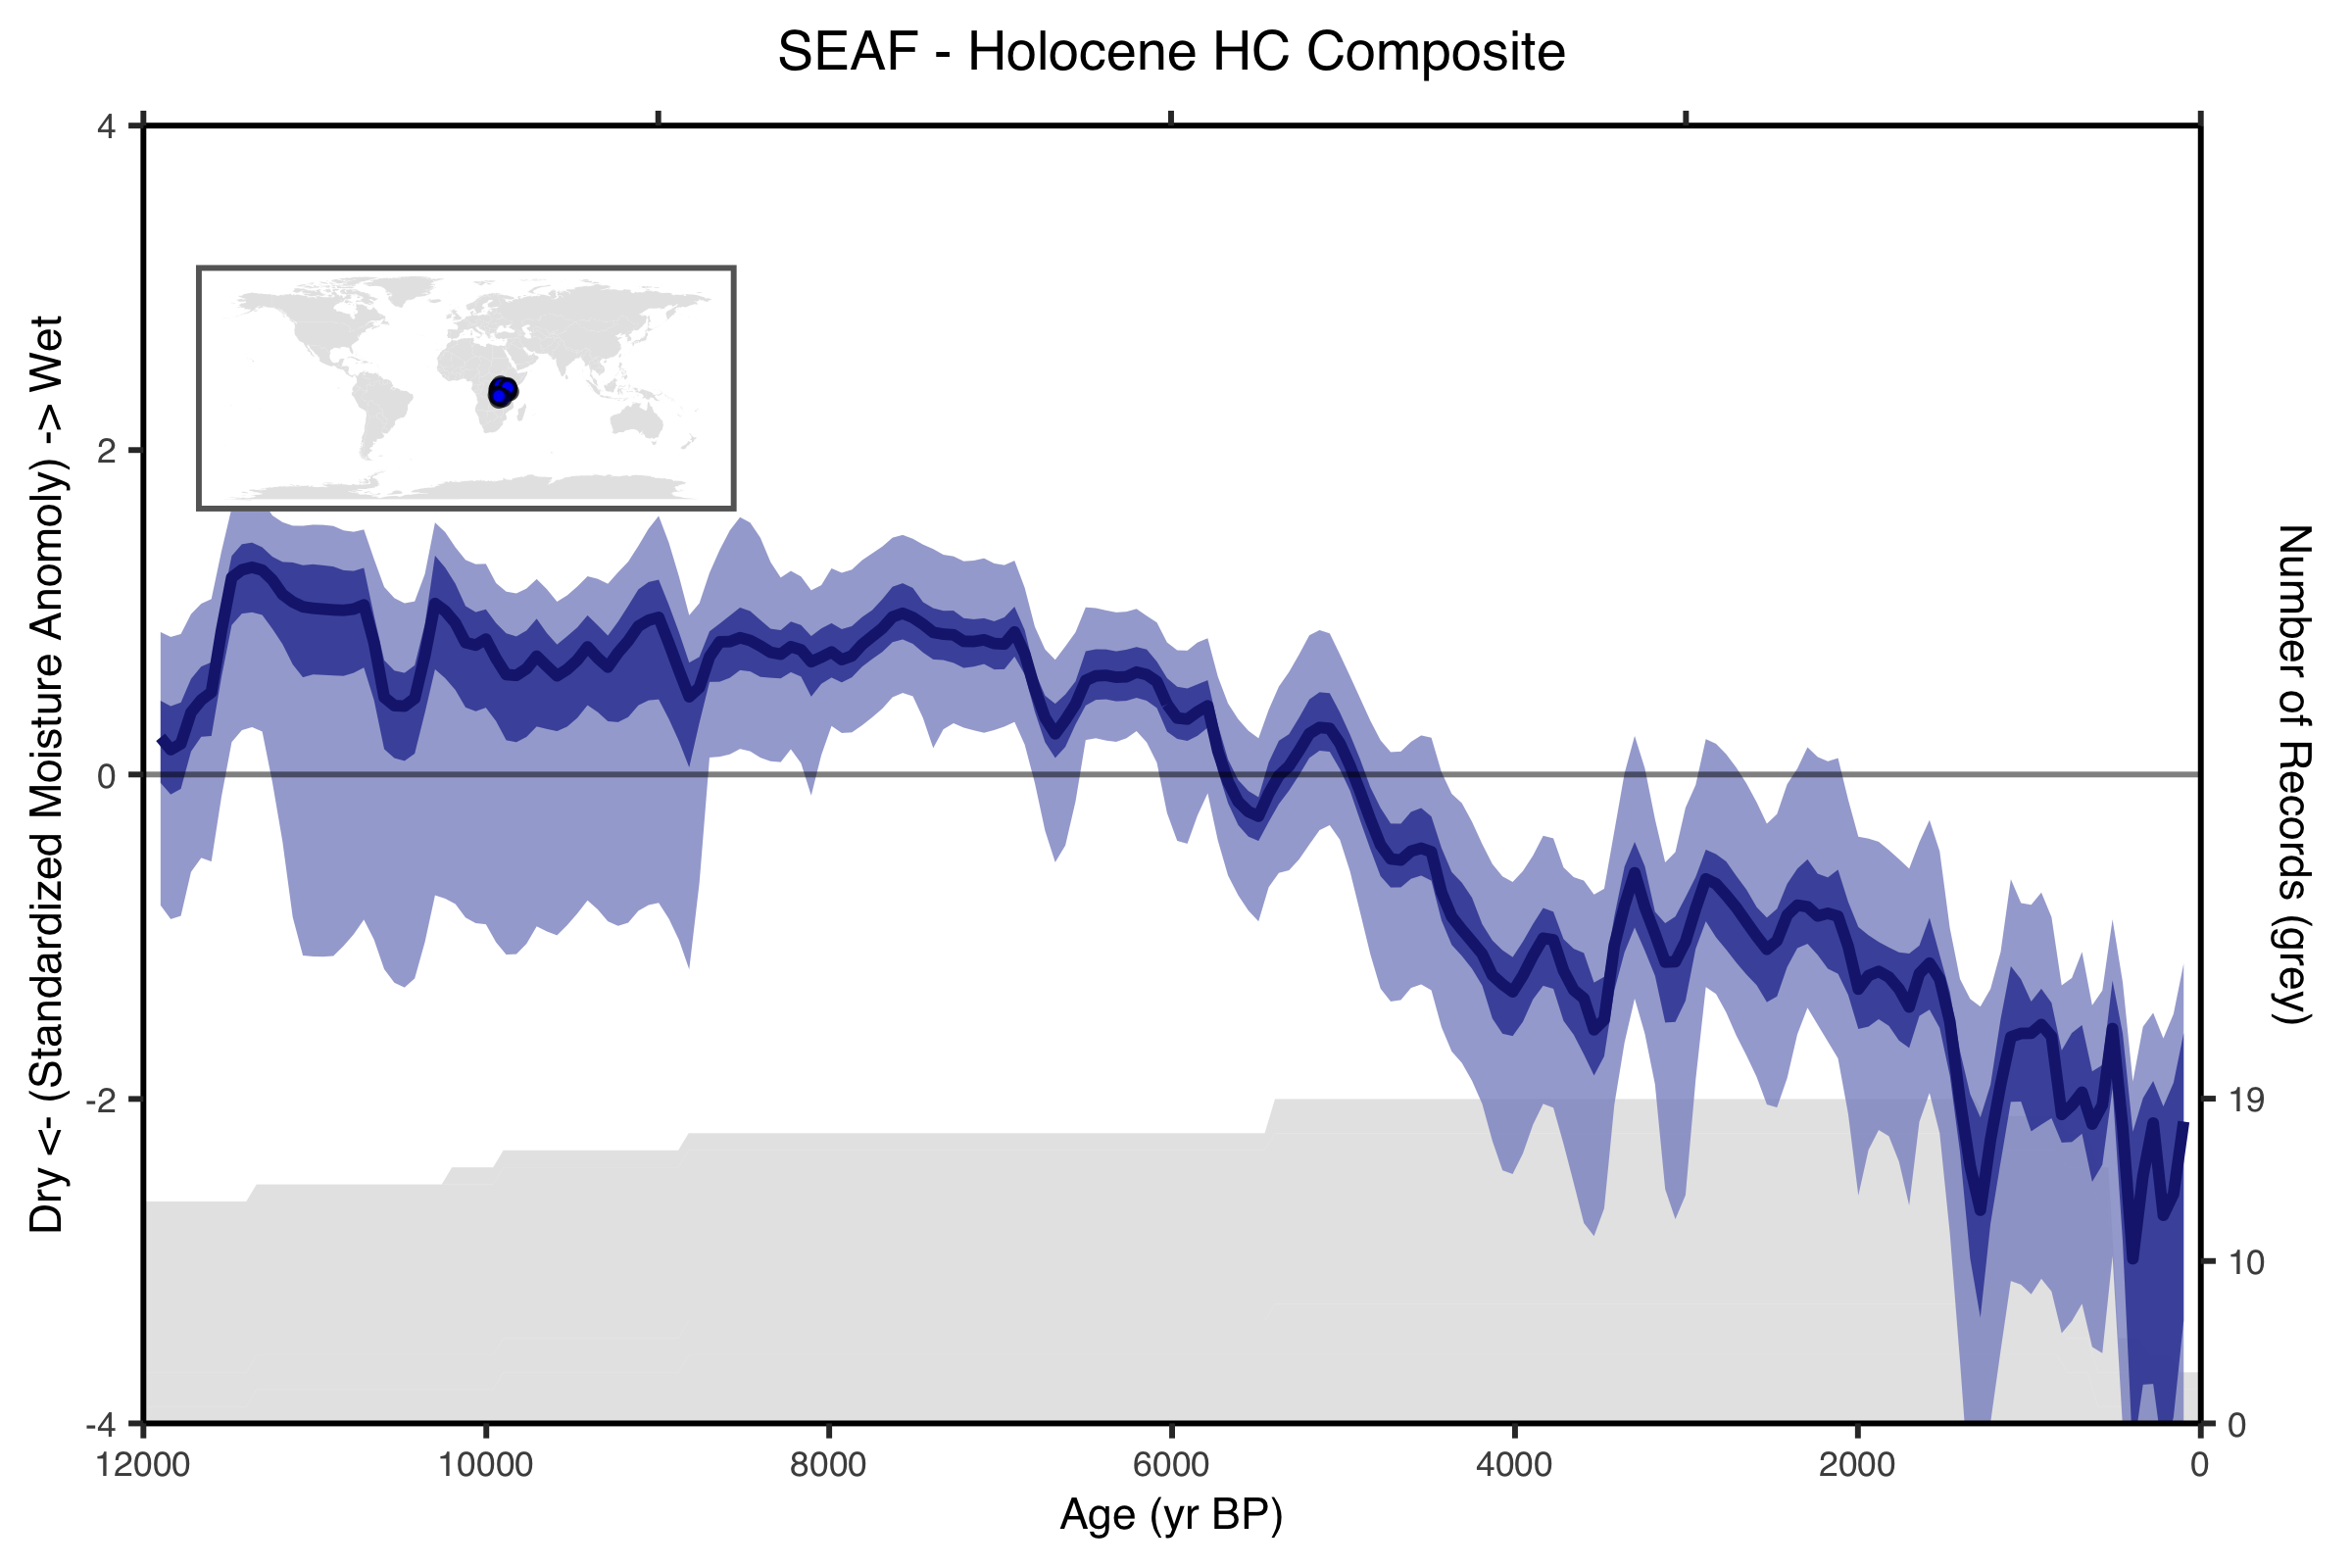 SEAF - Holocene HC Composite
Dry <- (Standardized Moisture Anomoly) -> Wet
4
2
0
-2
-4
Number of Records (grey)
19
10
0
12000 10000 8000 6000 4000 2000 0
Age (yr BP)